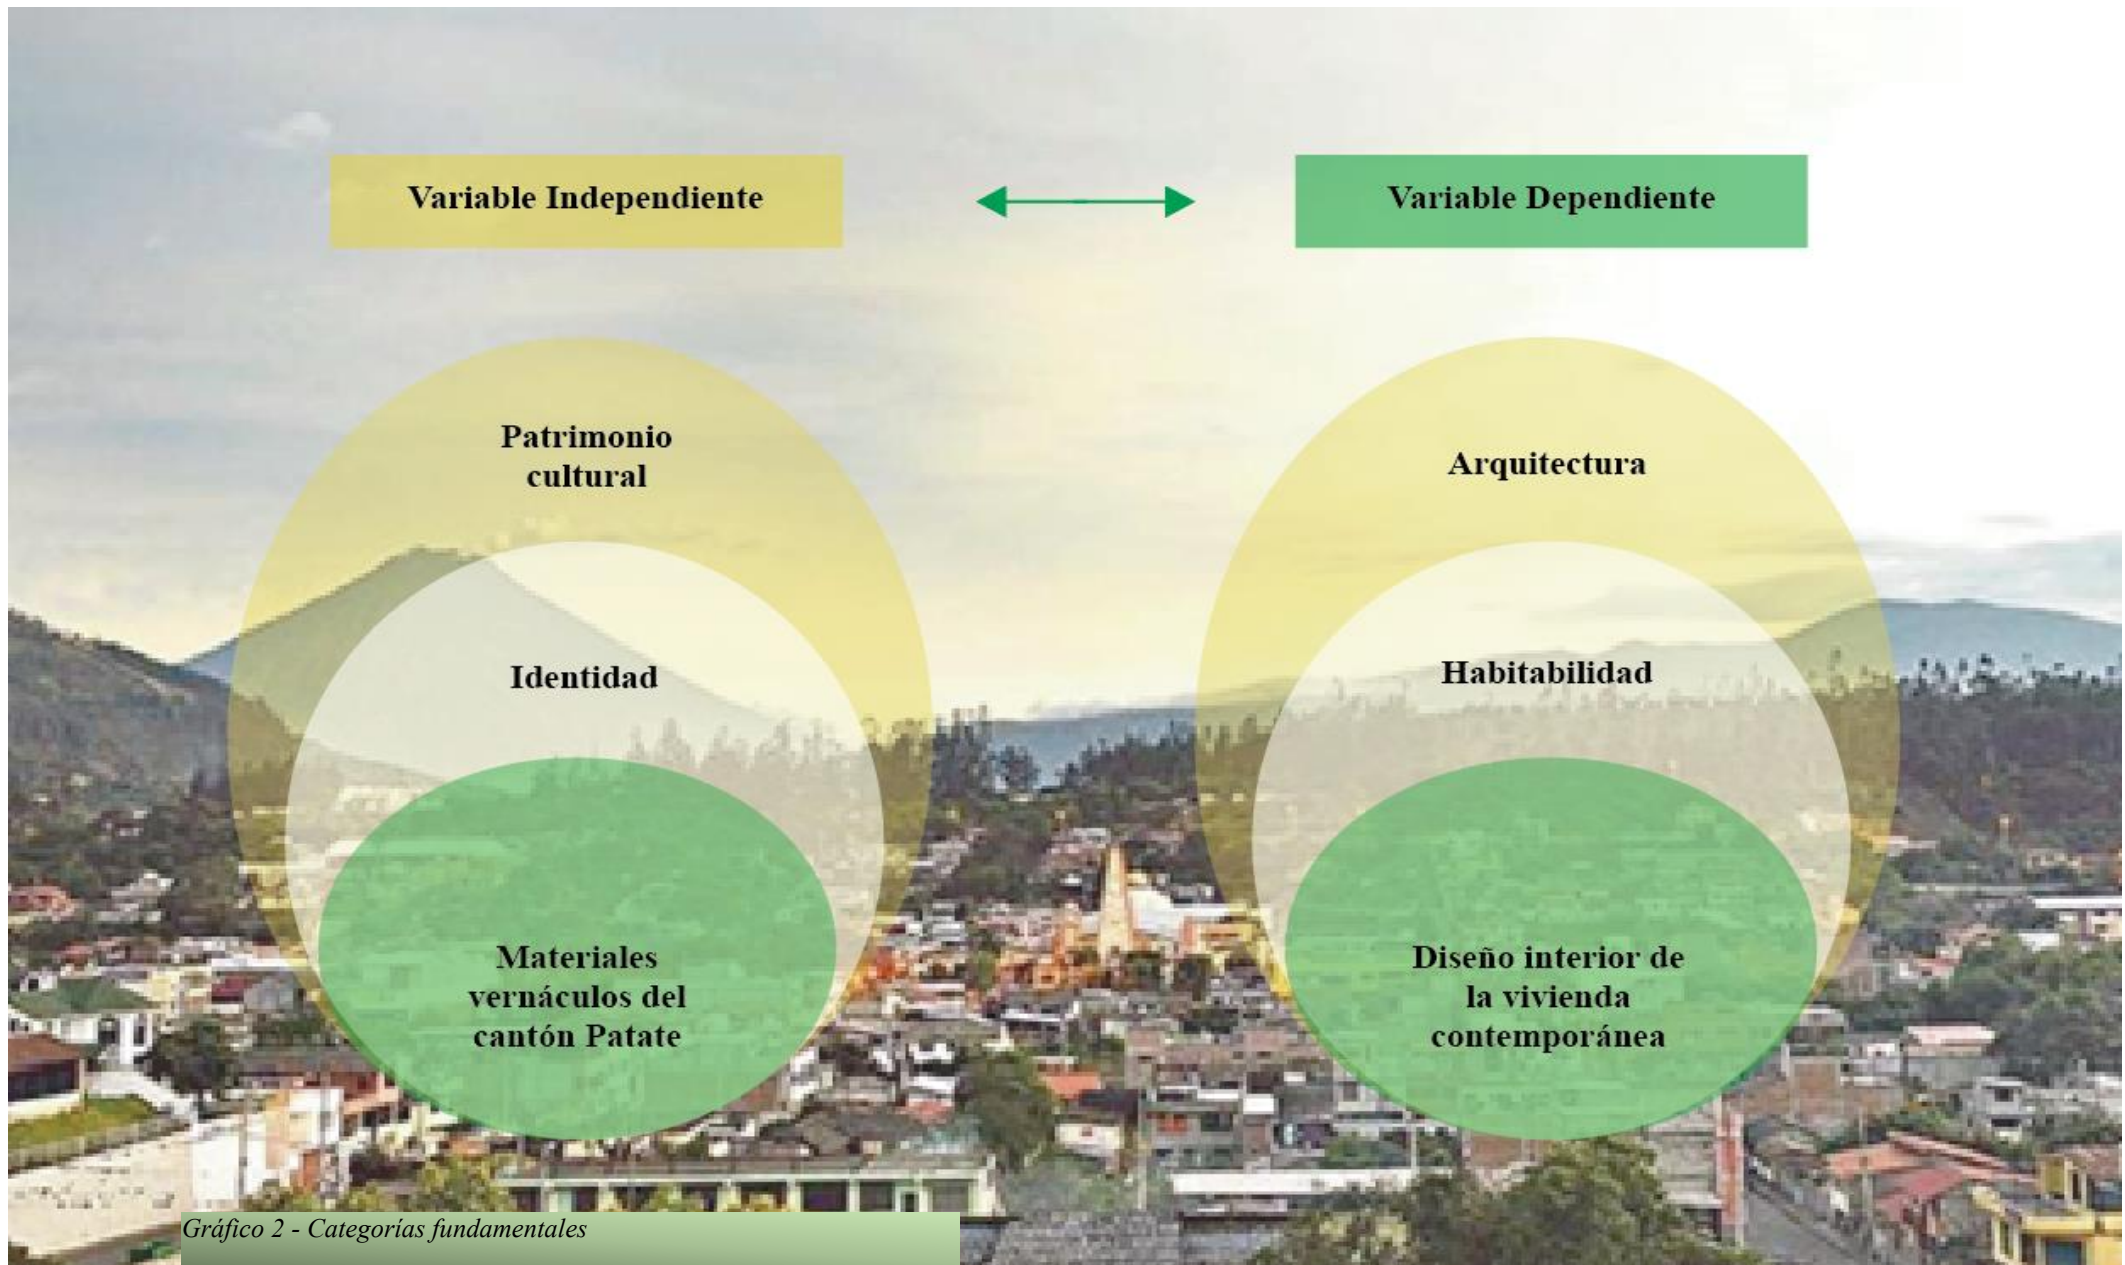 Variable Independiente
Variable Dependiente
Patrimonio
cultural
Identidad
Materiales
vernáculos del
cantón Patate
Arquitectura
Habitabilidad
Diseño interior de
la vivienda
contemporánea
Gráfico 2 - Categorías fundamentales